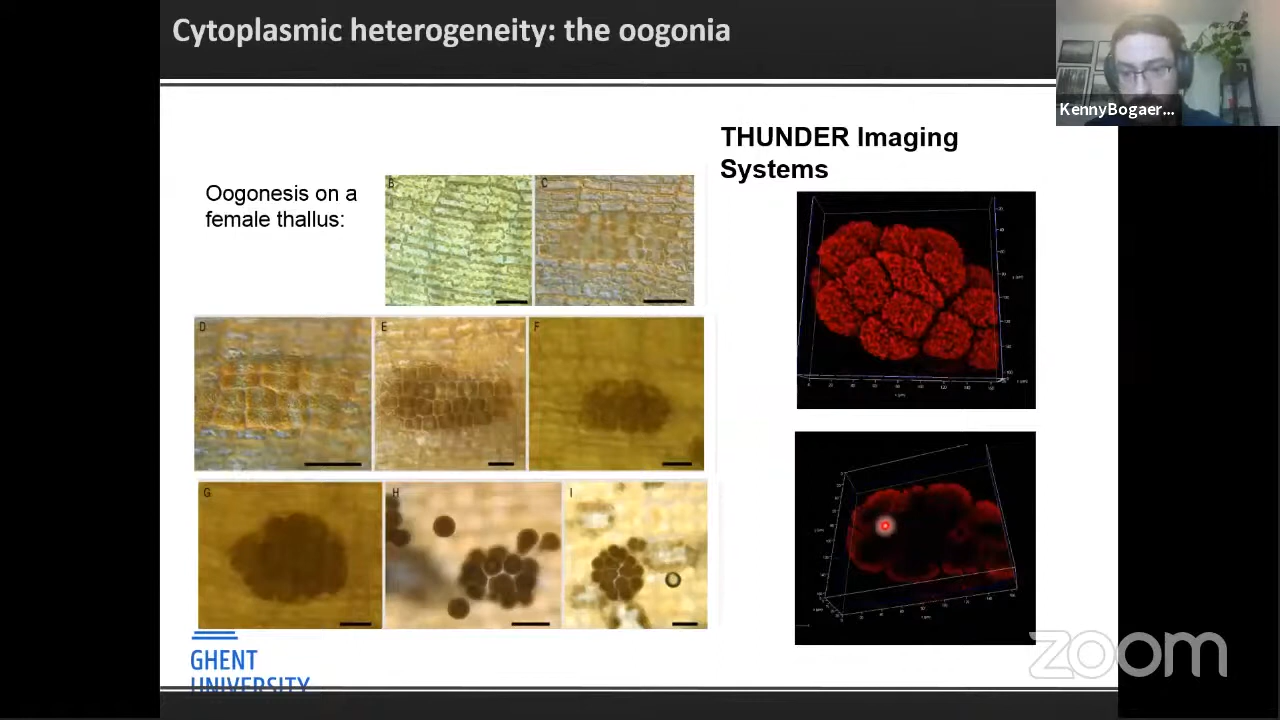 Cytoplasmic heterogeneity: the oogonia
KennyBogaer...
THUNDER Imaging
Systems
Oogonesis on a
female thallus:
B
C
D
E
F
G
H
I
GHENT
UNIVERSITY
zoom